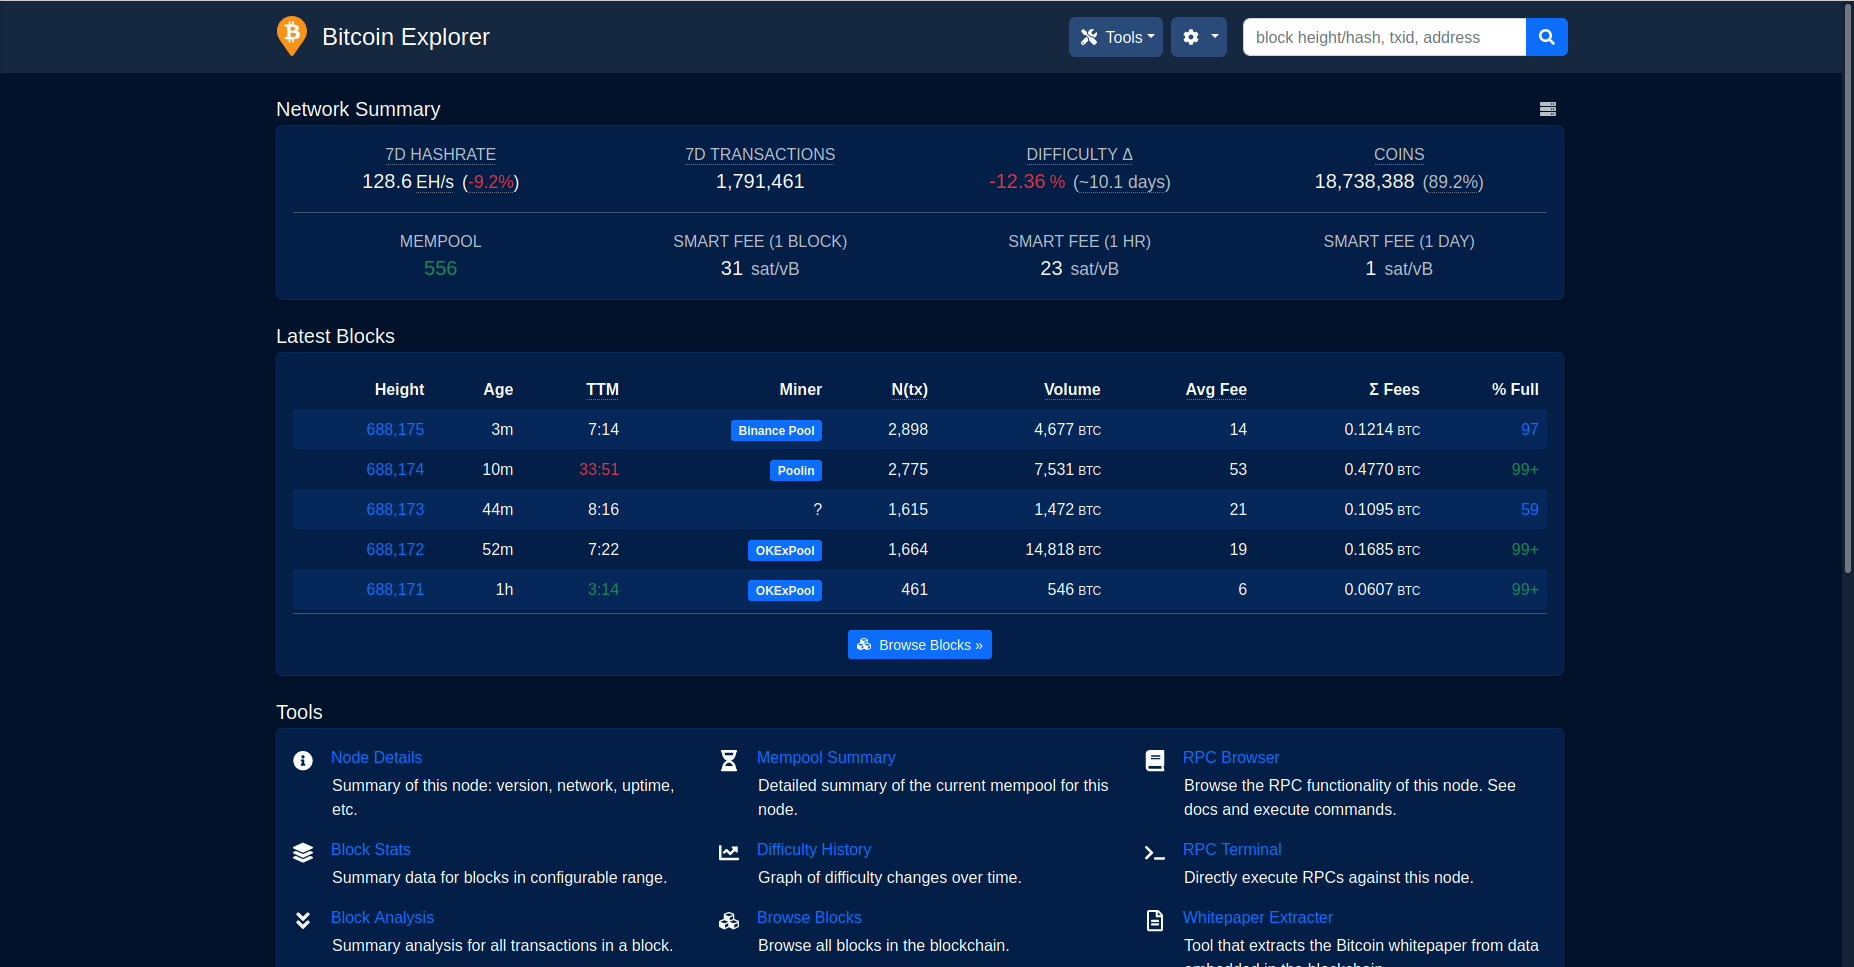 Bitcoin Explorer
Tools
block height/hash, txid, address
Network Summary
7D HASHRATE 7D TRANSACTIONS DIFFICULTY Δ COINS
128.6 EH/s (-9.2%) 1,791,461 -12.36 % (~10.1 days) 18,738,388 (89.2%)
MEMPOOL SMART FEE (1 BLOCK) SMART FEE (1 HR) SMART FEE (1 DAY)
556 31 sat/vB 23 sat/vB 1 sat/vB
Latest Blocks
Height Age TTM Miner N(tx) Volume Avg Fee Σ Fees % Full
688,175 3m 7:14 Binance Pool 2,898 4,677 BTC 14 0.1214 BTC 97
688,174 10m 33:51 Poolin 2,775 7,531 BTC 53 0.4770 BTC 99+
688,173 44m 8:16 ? 1,615 1,472 BTC 21 0.1095 BTC 59
688,172 52m 7:22 OKExPool 1,664 14,818 BTC 19 0.1685 BTC 99+
688,171 1h 3:14 OKExPool 461 546 BTC 6 0.0607 BTC 99+
Browse Blocks »
Tools
Node Details
Summary of this node: version, network, uptime,
etc.
Mempool Summary
Detailed summary of the current mempool for this
node.
RPC Browser
Browse the RPC functionality of this node. See
docs and execute commands.
Block Stats
Summary data for blocks in configurable range.
Difficulty History
Graph of difficulty changes over time.
RPC Terminal
Directly execute RPCs against this node.
Block Analysis
Summary analysis for all transactions in a block.
Browse Blocks
Browse all blocks in the blockchain.
Whitepaper Extracter
Tool that extracts the Bitcoin whitepaper from data